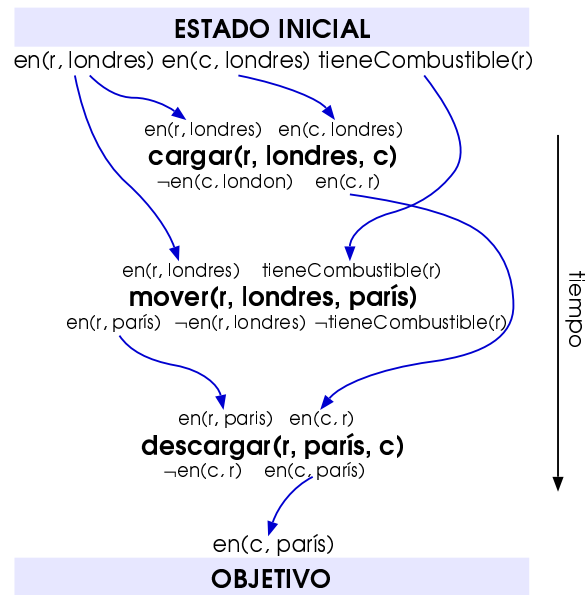 ESTADO INICIAL
en(r, londres) en(c, londres) tieneCombustible(r)
en(r, londres) en(c, londres)
cargar(r, londres, c)
¬en(c, london) en(c, r)
en(r, londres) tieneCombustible(r)
mover(r, londres, parís)
en(r, parís) ¬en(r, londres) ¬tieneCombustible(r)
en(r, paris) en(c, r)
descargar(r, parís, c)
¬en(c, r) en(c, parís)
en(c, parís)
OBJETIVO
tiempo